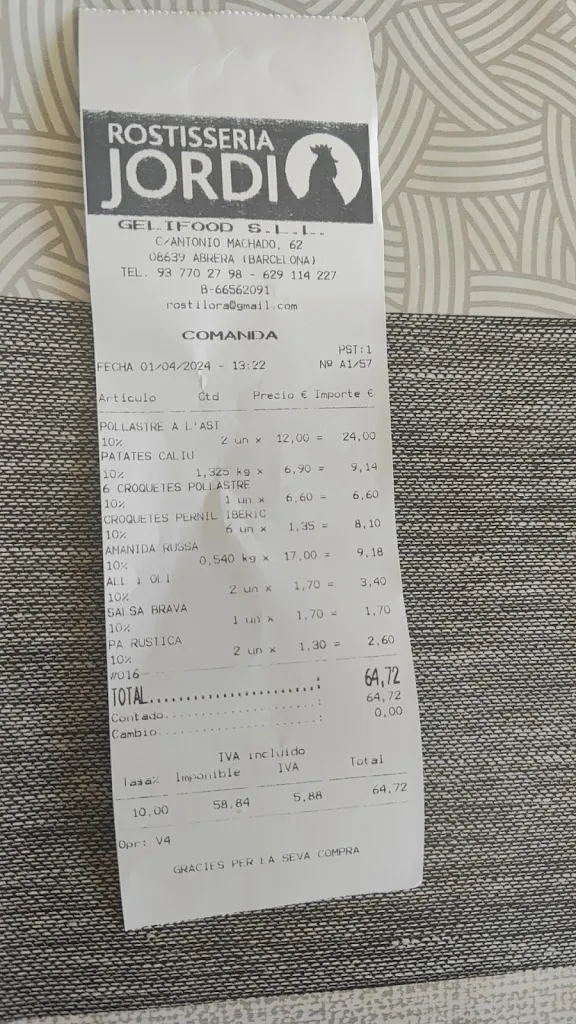 ROSTISSERIA
JORDI
GELIFOOD S.L.L.
C/ANTONIO MACHADO, 62
08639 ABRERA (BARCELONA)
TEL. 93 770 27 98 - 629 114 227
B-66562091
rostilora@gmail.com
COMANDA
PST:1
FECHA 01/04/2024 - 13:22 Nº A1/57
Artículo Ctd Precio € Importe €
POLLASTRE A L'AST
10% 2 un x 12,00 = 24,00
PATATES CALIU
10% 1,325 kg x 6,90 = 9,14
6 CROQUETES POLLASTRE
10% 1 un x 6,60 = 6,60
CROQUETES PERNIL IBERIC
10% 6 un x 1,35 = 8,10
AMANIDA RUSSA
10% 0,540 kg x 17,00 = 9,18
ALL I OLI
10% 2 un x 1,70 = 3,40
SALSA BRAVA
10% 1 un x 1,70 = 1,70
PA RUSTICA
10% 2 un x 1,30 = 2,60
#016
TOTAL....................: 64,72
Contado....................: 64,72
Cambio....................: 0,00
IVA incluido
Tasa% Imponible IVA Total
10,00 58,84 5,88 64,72
Opr: V4
GRACIES PER LA SEVA COMPRA